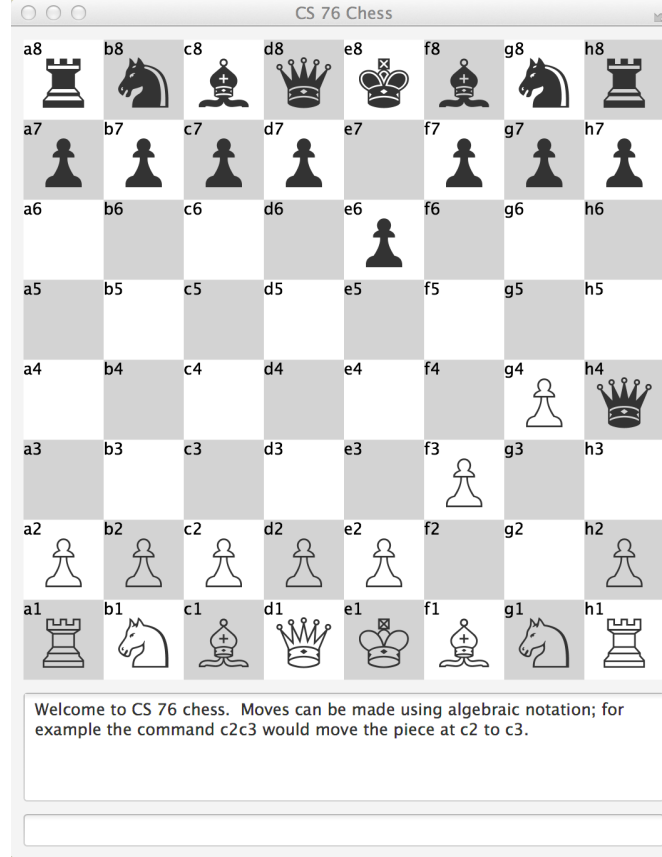 CS 76 Chess
a8 b8 c8 d8 e8 f8 g8 h8
a7 b7 c7 d7 e7 f7 g7 h7
a6 b6 c6 d6 e6 f6 g6 h6
a5 b5 c5 d5 e5 f5 g5 h5
a4 b4 c4 d4 e4 f4 g4 h4
a3 b3 c3 d3 e3 f3 g3 h3
a2 b2 c2 d2 e2 f2 g2 h2
a1 b1 c1 d1 e1 f1 g1 h1
Welcome to CS 76 chess.  Moves can be made using algebraic notation; for
example the command c2c3 would move the piece at c2 to c3.